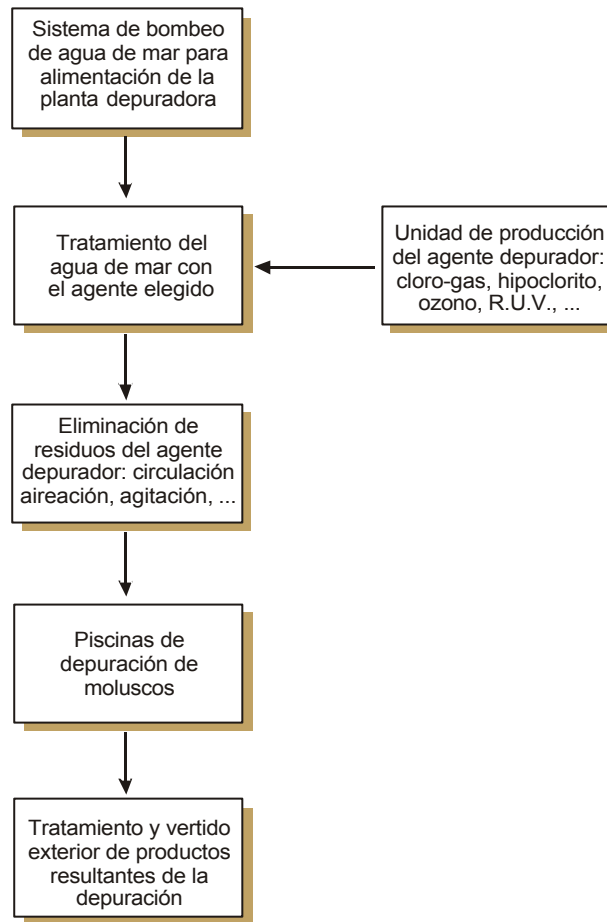 Sistema de bombeo
de agua de mar para
alimentación de la
planta depuradora
Tratamiento del
agua de mar con
el agente elegido
Unidad de producción
del agente depurador:
cloro-gas, hipoclorito,
ozono, R.U.V., ...
Eliminación de
residuos del agente
depurador: circulación
aireación, agitación, ...
Piscinas de
depuración de
moluscos
Tratamiento y vertido
exterior de productos
resultantes de la
depuración